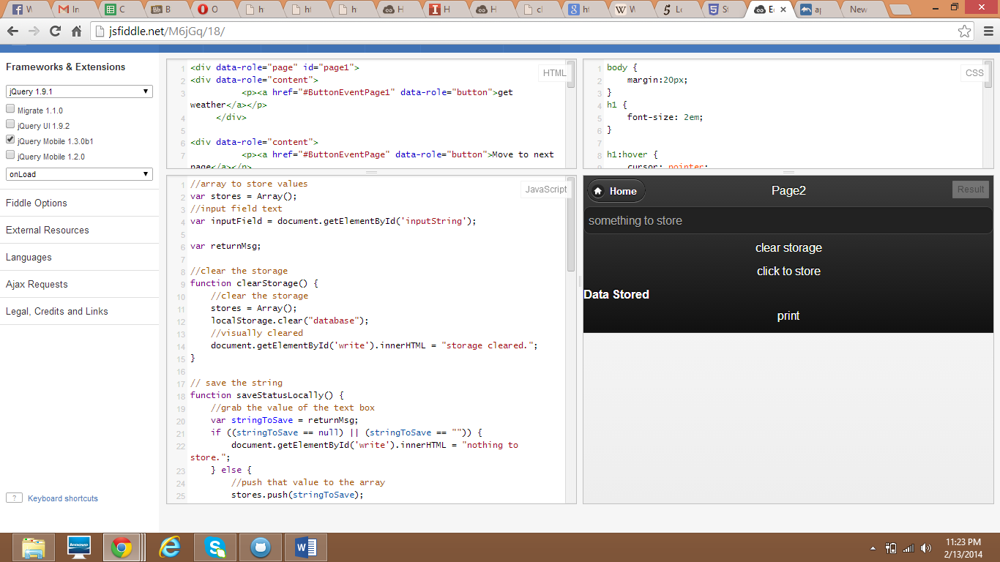 W
In
C
B
O
h
ht
h
H
H
H
cl
ht
W
Lo
St
Ec
ap
New
jsfiddle.net/M6jGq/18/
Frameworks & Extensions
jQuery 1.9.1
Migrate 1.1.0
jQuery UI 1.9.2
jQuery Mobile 1.3.0b1
jQuery Mobile 1.2.0
onLoad
Fiddle Options
External Resources
Languages
Ajax Requests
Legal, Credits and Links
? Keyboard shortcuts
HTML
1 <div data-role="page" id="page1">
2 <div data-role="content">
3 <p><a href="#ButtonEventPage1" data-role="button">get
weather</a></p>
4 </div>
5
6 <div data-role="content">
7 <p><a href="#ButtonEventPage" data-role="button">Move to next
page</a></p>
CSS
1 body {
2 margin:20px;
3 }
4 h1 {
5 font-size: 2em;
6 }
7
8 h1:hover {
9 cursor: pointer;
JavaScript
1 //array to store values
2 var stores = Array();
3 //input field text
4 var inputField = document.getElementById('inputString');
5
6 var returnMsg;
7
8 //clear the storage
9 function clearStorage() {
10 //clear the storage
11 stores = Array();
12 localStorage.clear("database");
13 //visually cleared
14 document.getElementById('write').innerHTML = "storage cleared.";
15 }
16
17 // save the string
18 function saveStatusLocally() {
19 //grab the value of the text box
20 var stringToSave = returnMsg;
21 if ((stringToSave == null) || (stringToSave == "")) {
22 document.getElementById('write').innerHTML = "nothing to
store.";
23 } else {
24 //push that value to the array
25 stores.push(stringToSave);
Home
Page2
Result
something to store
clear storage
click to store
Data Stored
print
lenovo
11:23 PM
2/13/2014